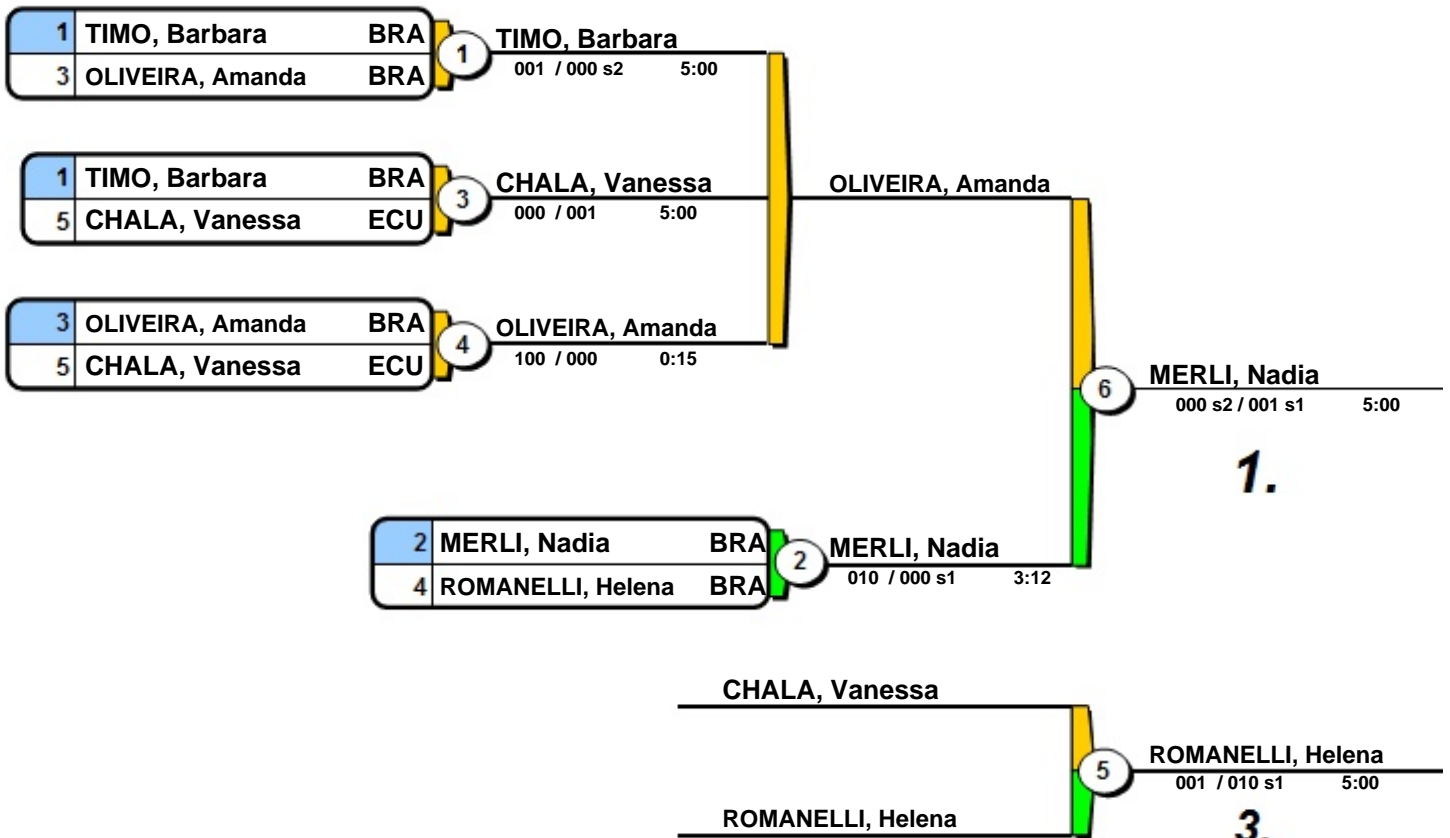 1 TIMO, Barbara BRA
3 OLIVEIRA, Amanda BRA
1
TIMO, Barbara
001 / 000 s2 5:00
1 TIMO, Barbara BRA
5 CHALA, Vanessa ECU
3
CHALA, Vanessa
000 / 001 5:00
OLIVEIRA, Amanda
3 OLIVEIRA, Amanda BRA
5 CHALA, Vanessa ECU
4
OLIVEIRA, Amanda
100 / 000 0:15
6
MERLI, Nadia
000 s2 / 001 s1 5:00
1.
2 MERLI, Nadia BRA
4 ROMANELLI, Helena BRA
2
MERLI, Nadia
010 / 000 s1 3:12
CHALA, Vanessa
5
ROMANELLI, Helena
001 / 010 s1 5:00
ROMANELLI, Helena
3.